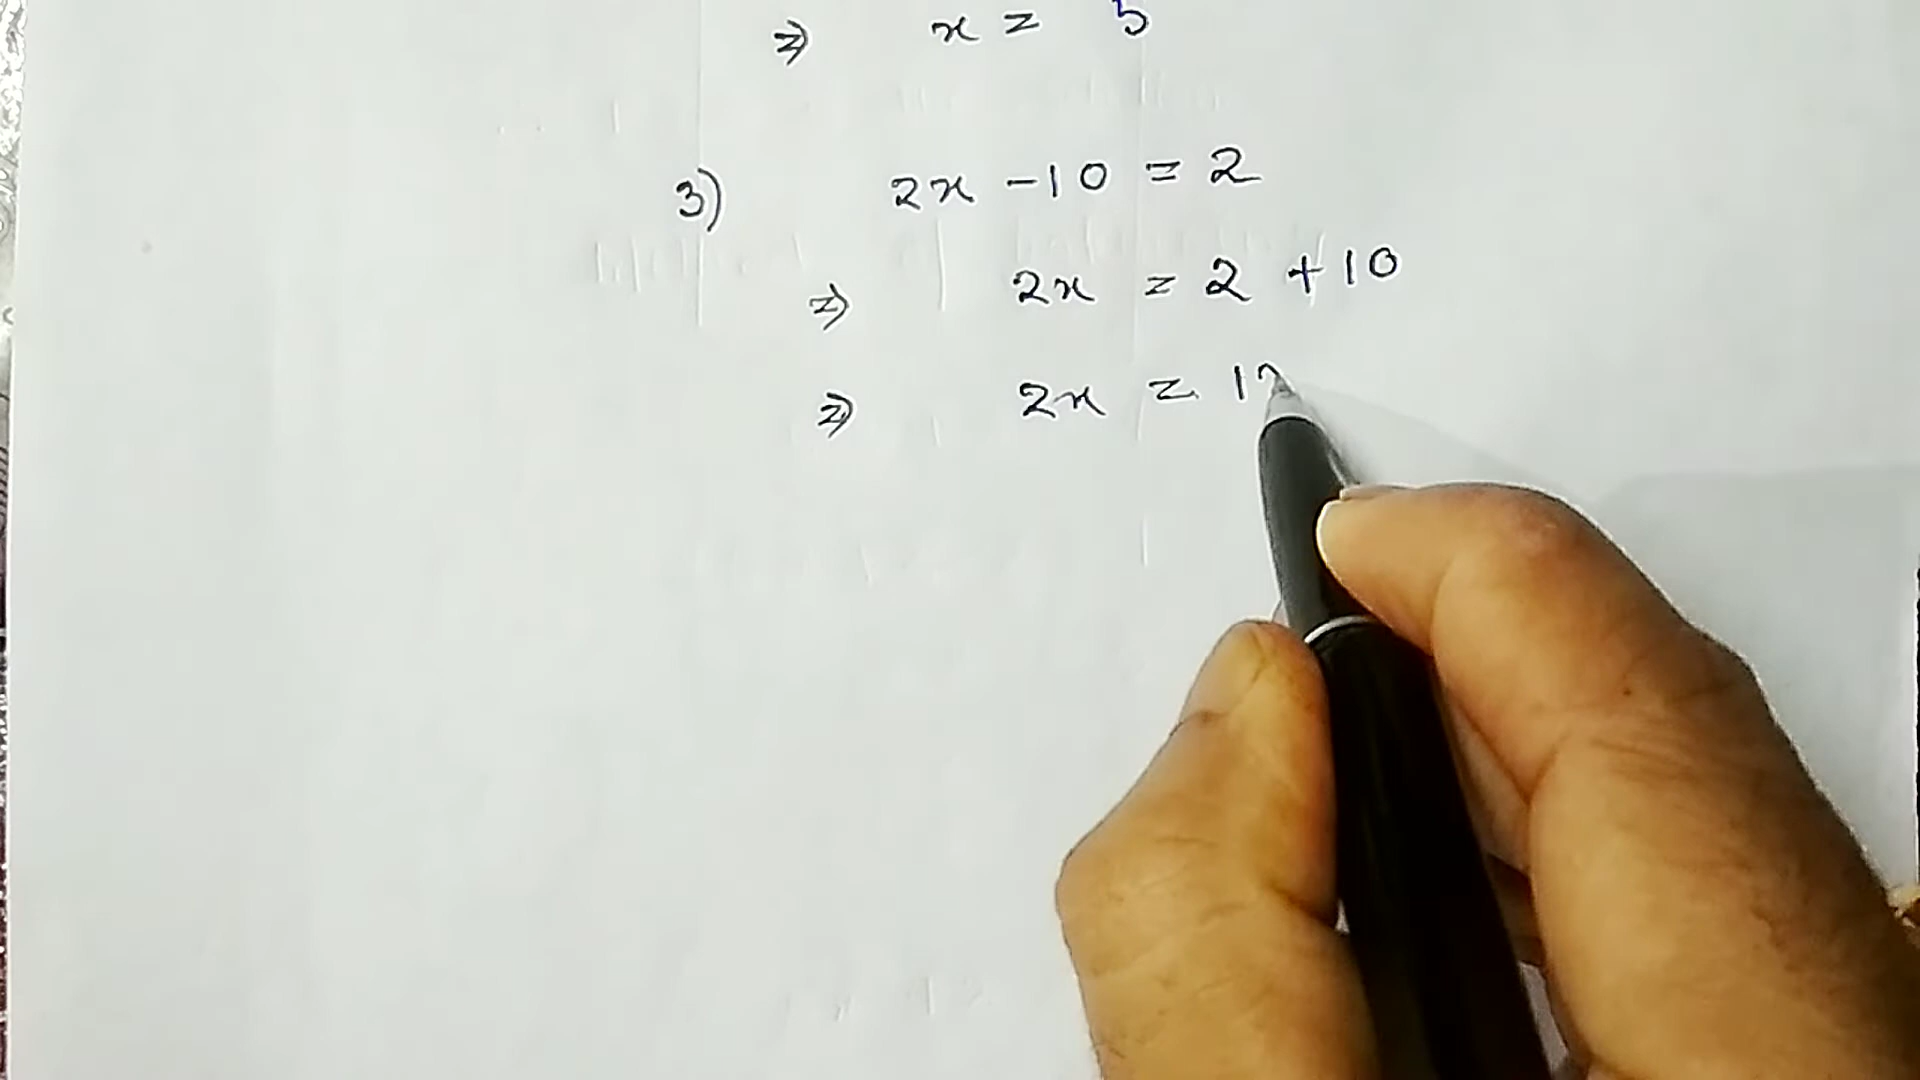 ⇒ x = 5
3) 2x - 10 = 2
⇒ 2x = 2 + 10
⇒ 2x = 12